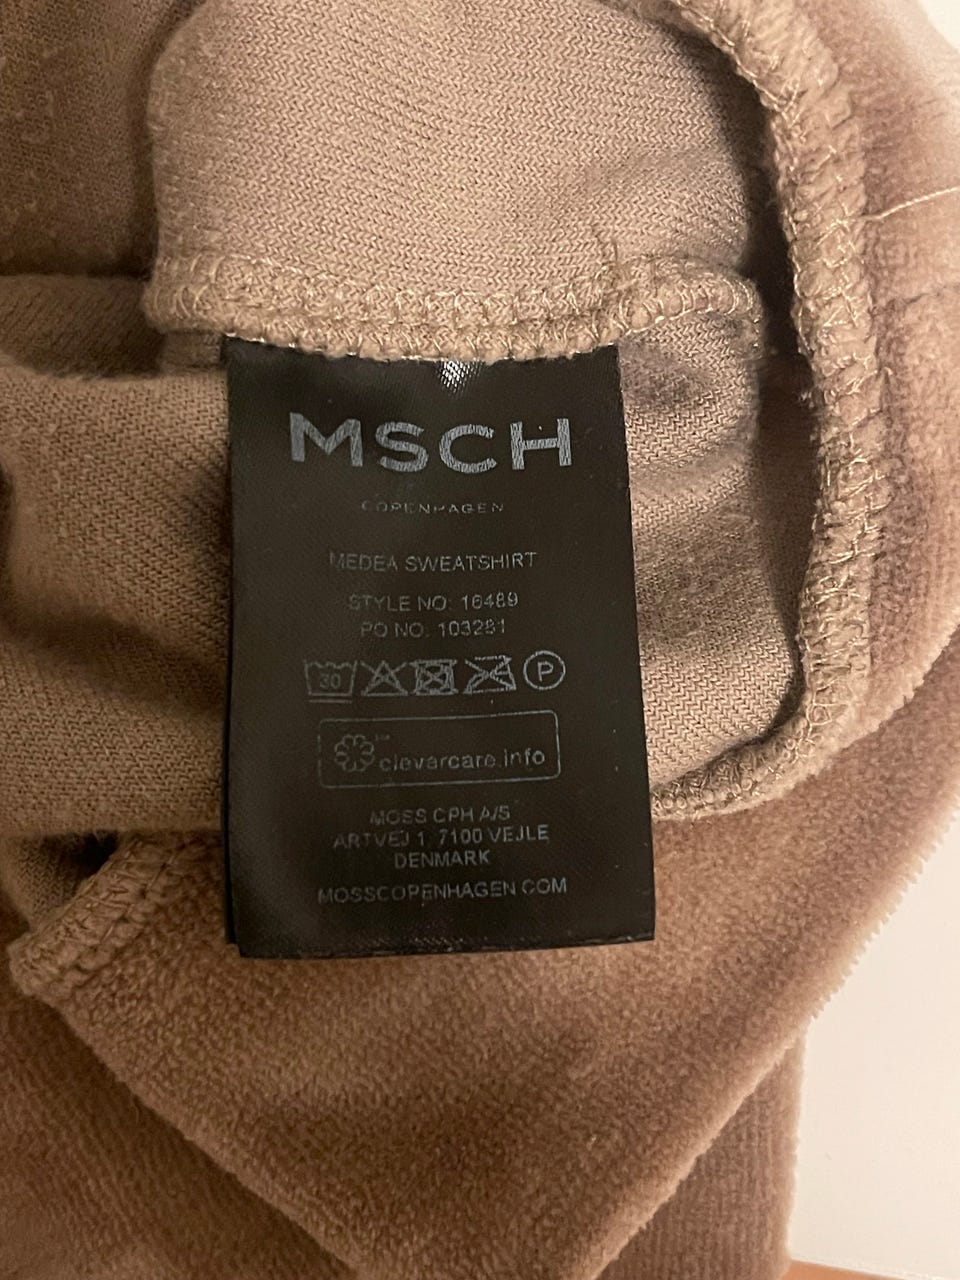 MSCH
COPENHAGEN
MEDEA SWEATSHIRT
STYLE NO: 16489
PO NO: 103281
30 P
clevercare.info
MOSS CPH A/S
ARTVEJ 1, 7100 VEJLE
DENMARK
MOSSCOPENHAGEN.COM